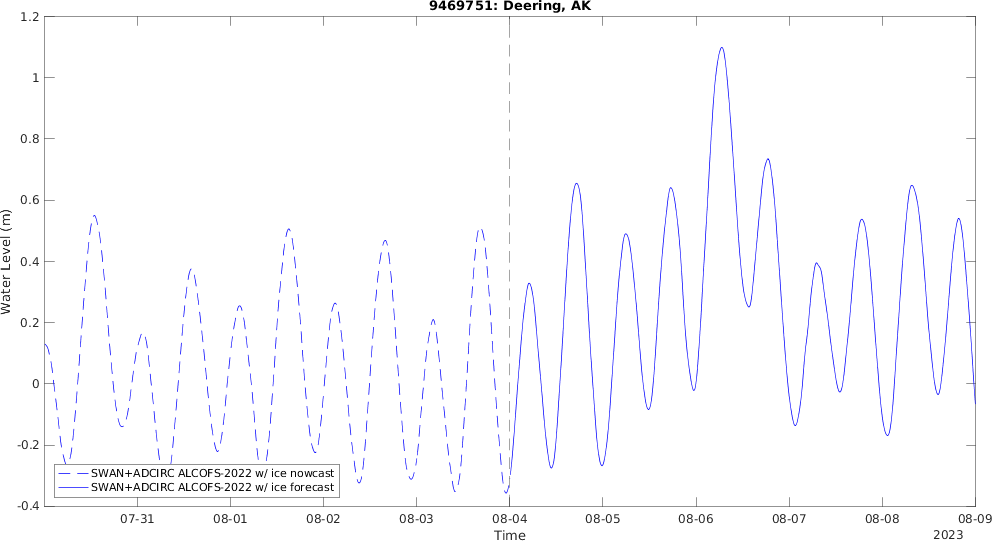 9469751: Deering, AK
1.2
1
0.8
0.6
0.4
0.2
0
-0.2
-0.4
Water Level (m)
SWAN+ADCIRC ALCOFS-2022 w/ ice nowcast
SWAN+ADCIRC ALCOFS-2022 w/ ice forecast
07-31 08-01 08-02 08-03 08-04 08-05 08-06 08-07 08-08 08-09
Time
2023